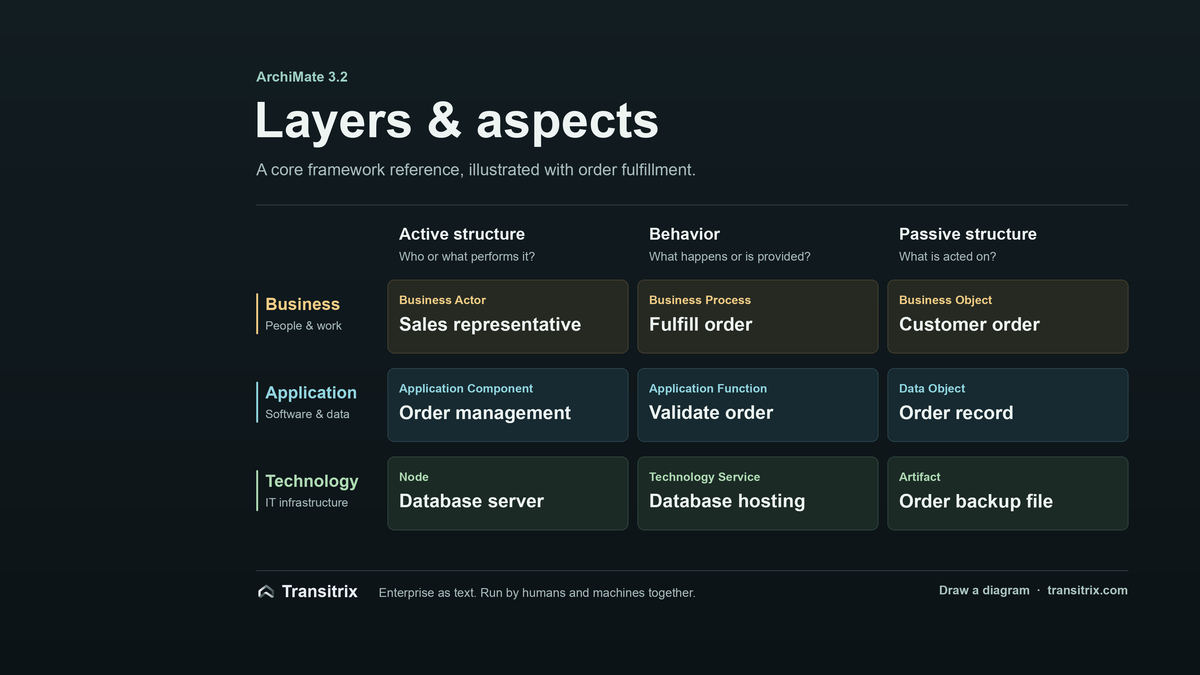 ArchiMate 3.2
Layers & aspects
A core framework reference, illustrated with order fulfillment.
Active structure
Who or what performs it?
Behavior
What happens or is provided?
Passive structure
What is acted on?
Business
People & work
Business Actor
Sales representative
Business Process
Fulfill order
Business Object
Customer order
Application
Software & data
Application Component
Order management
Application Function
Validate order
Data Object
Order record
Technology
IT infrastructure
Node
Database server
Technology Service
Database hosting
Artifact
Order backup file
Transitrix
Enterprise as text. Run by humans and machines together.
Draw a diagram · transitrix.com